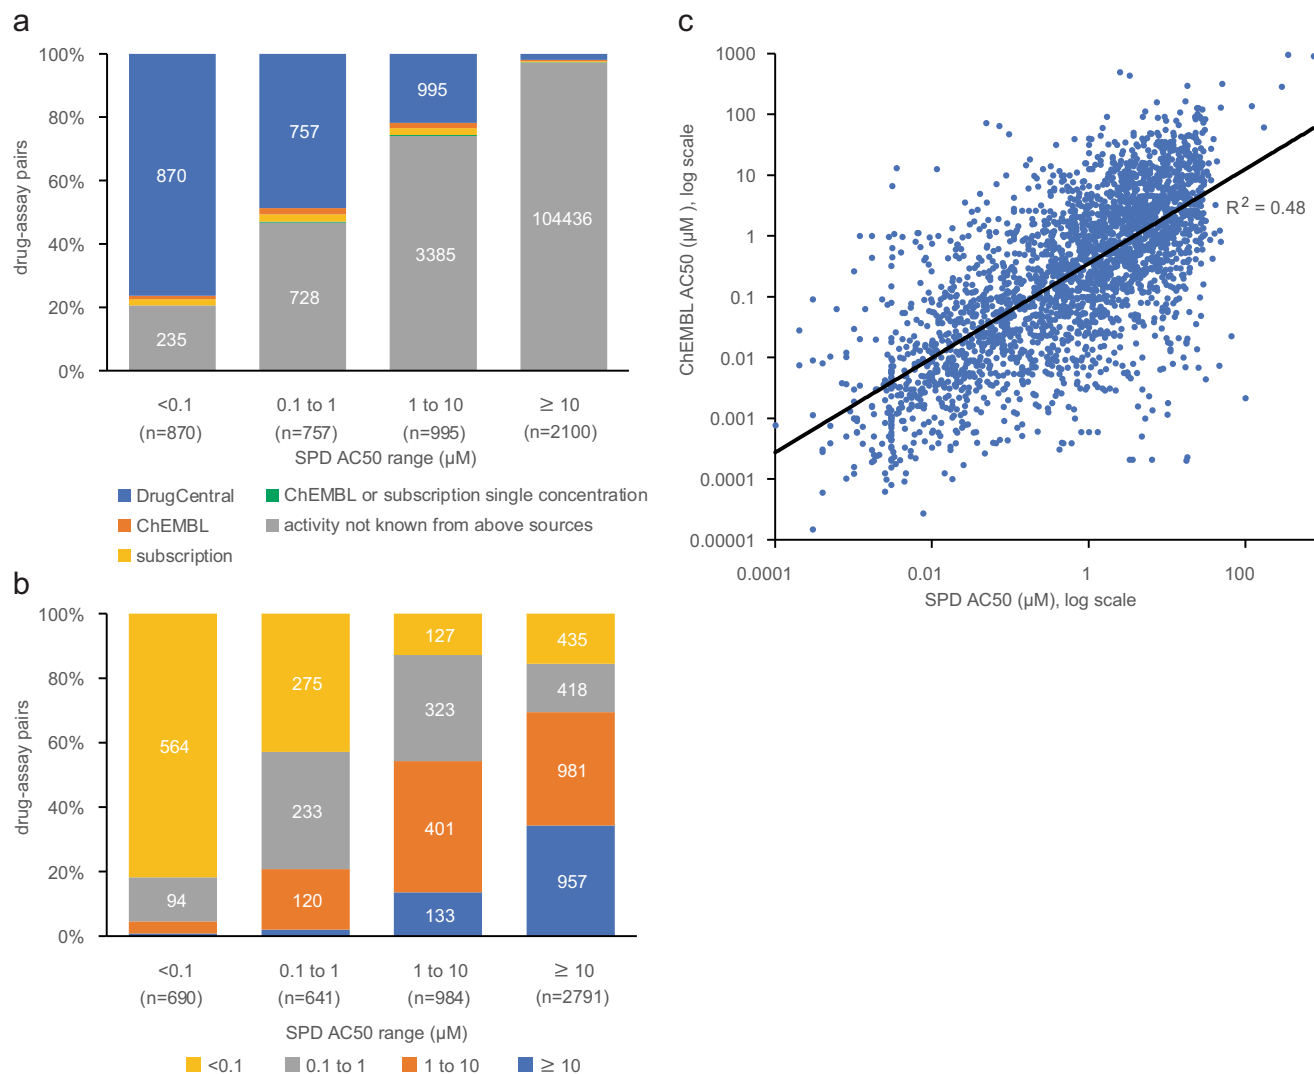 a
100%
80%
60%
40%
20%
0%
drug-assay pairs
870
235
757
728
995
3385
104436
<0.1
(n=870)
0.1 to 1
(n=757)
1 to 10
(n=995)
≥ 10
(n=2100)
SPD AC50 range (µM)
DrugCentral
ChEMBL
subscription
ChEMBL or subscription single concentration
activity not known from above sources
b
100%
80%
60%
40%
20%
0%
drug-assay pairs
564
94
275
233
120
127
323
401
133
435
418
981
957
<0.1
(n=690)
0.1 to 1
(n=641)
1 to 10
(n=984)
≥ 10
(n=2791)
SPD AC50 range (µM)
<0.1
0.1 to 1
1 to 10
≥ 10
c
1000
100
10
1
0.1
0.01
0.001
0.0001
0.00001
ChEMBL AC50 (µM ), log scale
R² = 0.48
0.0001
0.01
1
100
SPD AC50 (µM), log scale